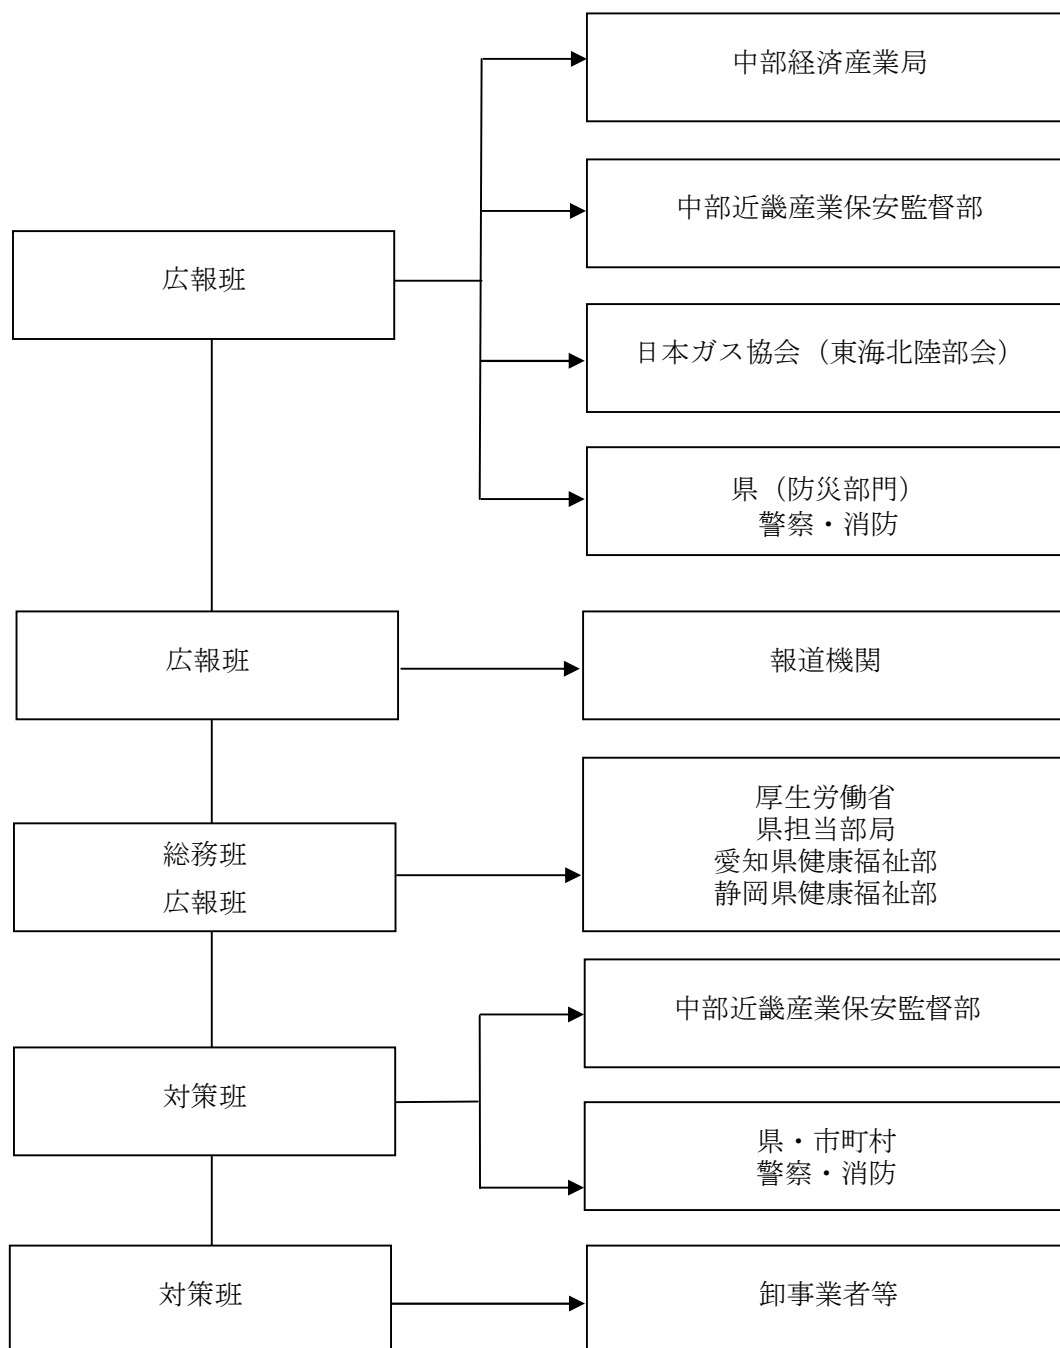 中部経済産業局
中部近畿産業保安監督部
広報班
日本ガス協会（東海北陸部会）
県（防災部門）
警察・消防
広報班
報道機関
総務班
広報班
厚生労働省
県担当部局
愛知県健康福祉部
静岡県健康福祉部
対策班
中部近畿産業保安監督部
県・市町村
警察・消防
対策班
卸事業者等